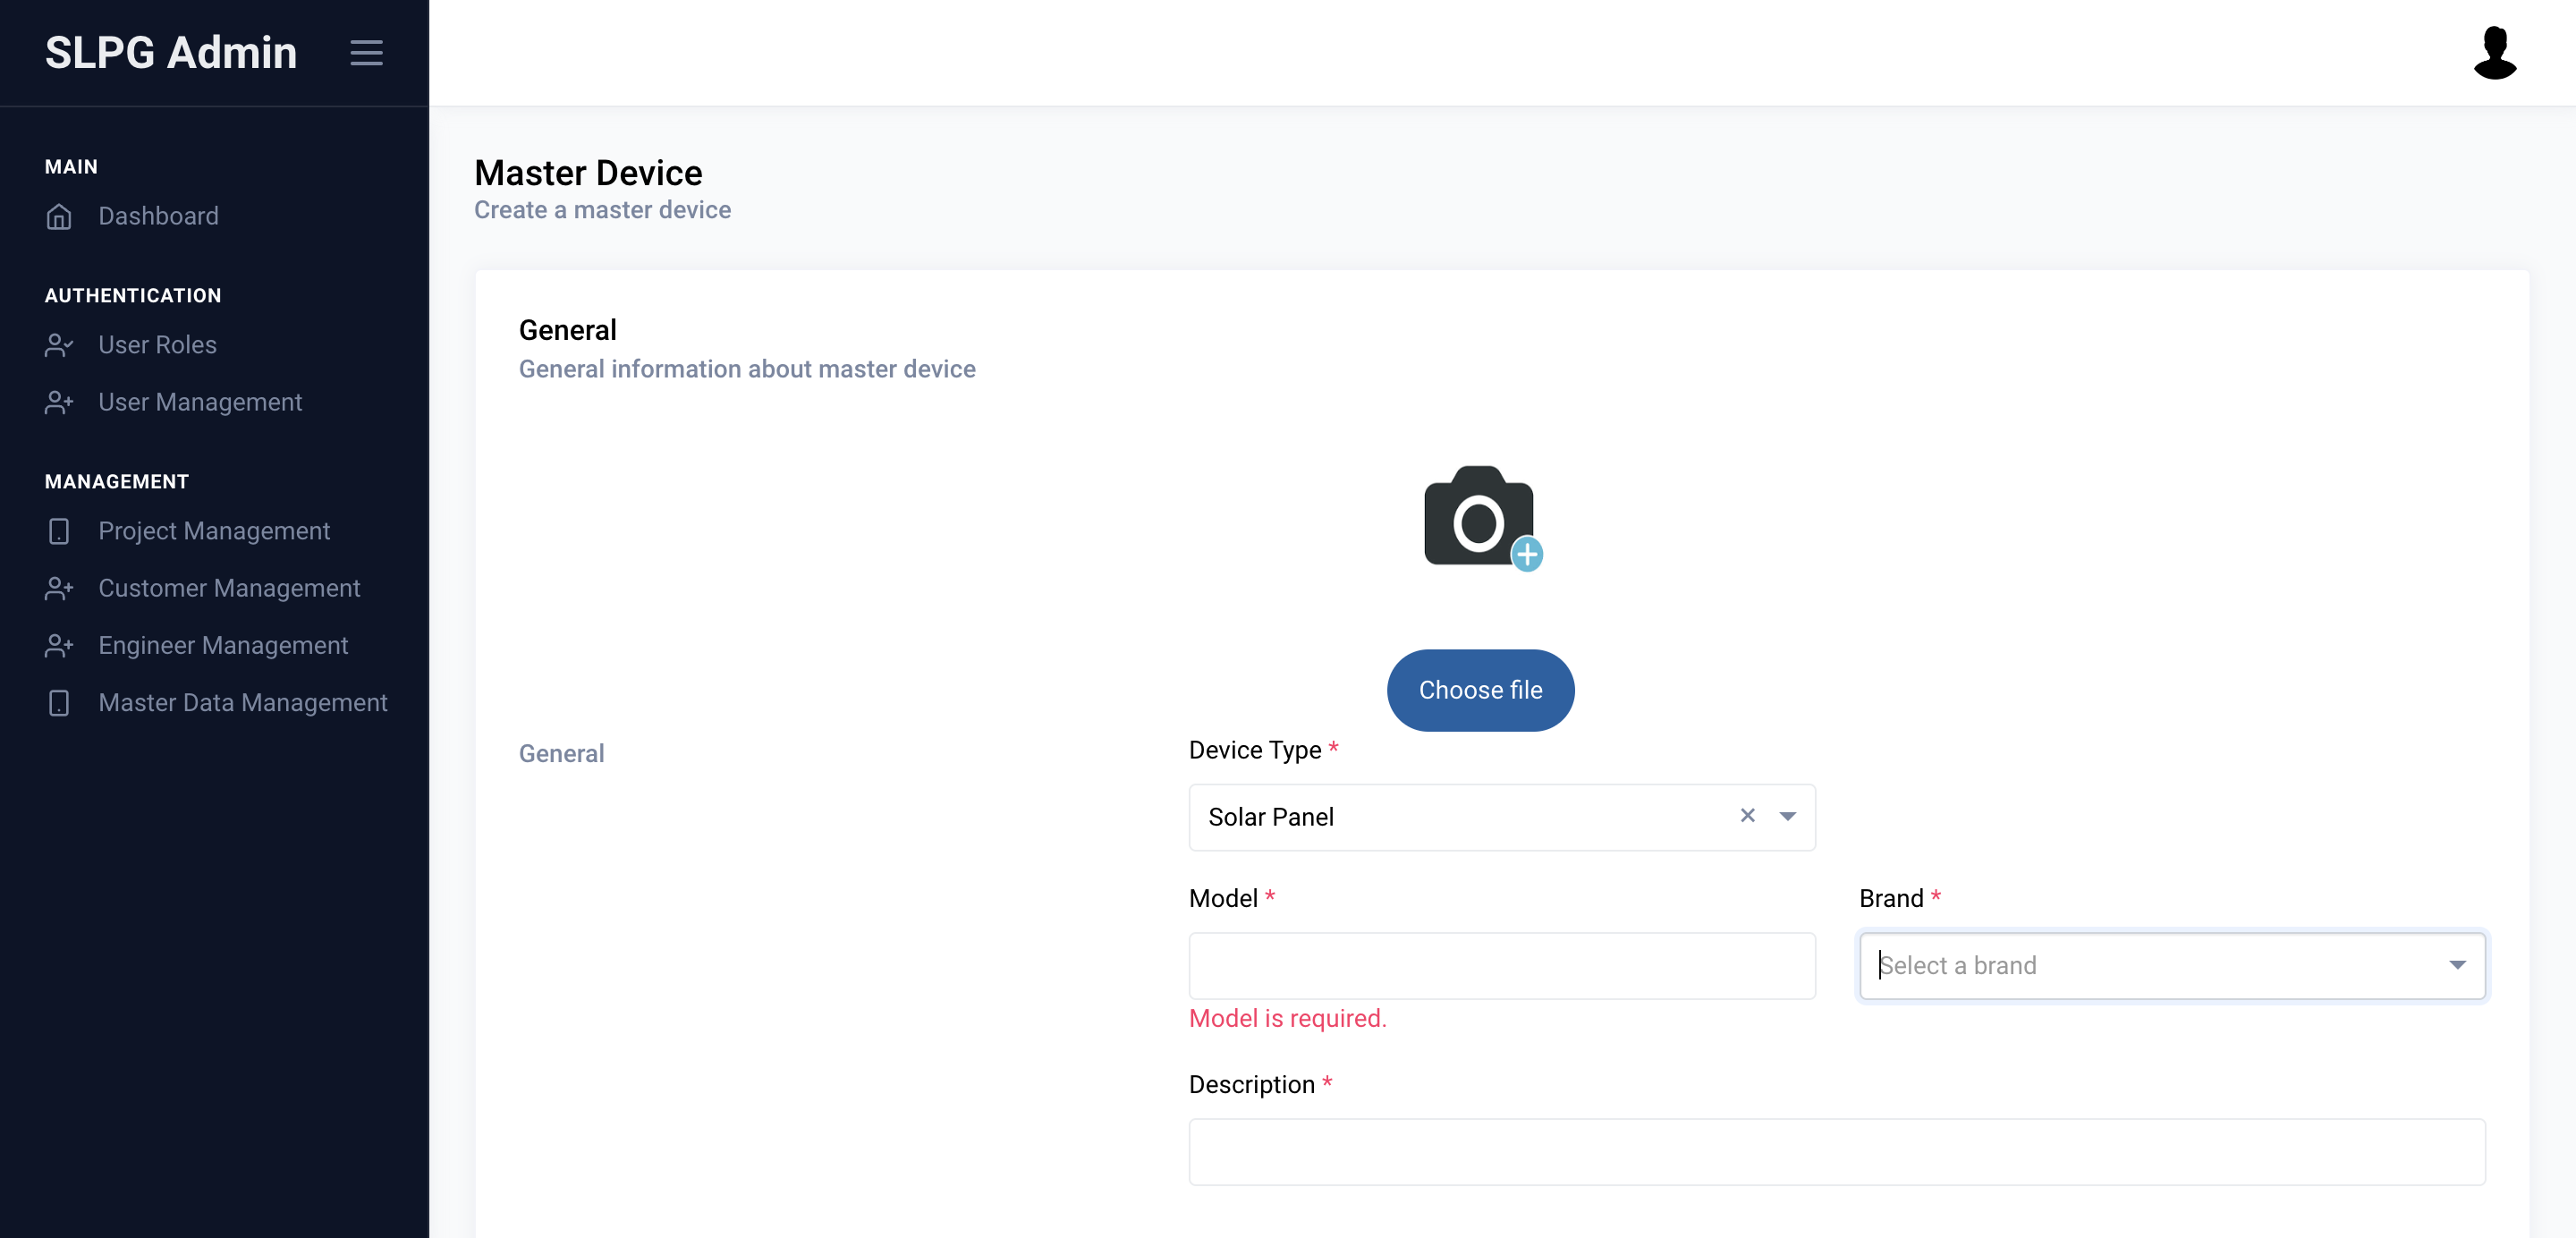 SLPG Admin
MAIN
Dashboard
AUTHENTICATION
User Roles
User Management
MANAGEMENT
Project Management
Customer Management
Engineer Management
Master Data Management
Master Device
Create a master device
General
General information about master device
Choose file
General
Device Type *
Solar Panel
Model *
Brand *
Select a brand
Model is required.
Description *